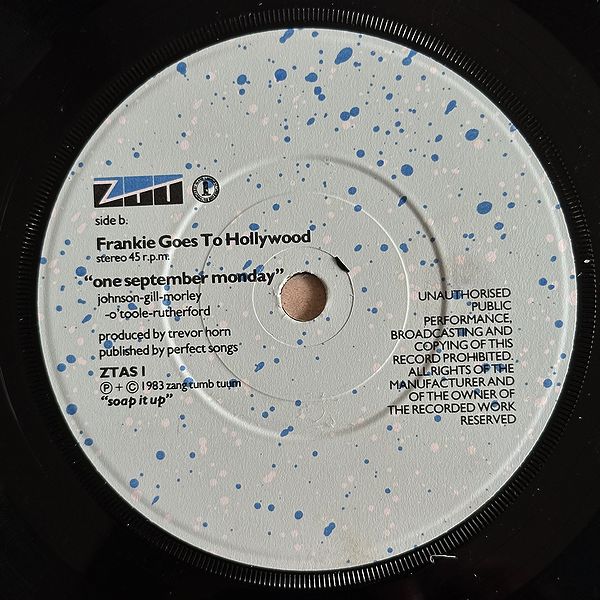 ZTT
side b.
Frankie Goes To Hollywood
stereo 45 r.p.m.
"one september monday"
johnson-gill-morley
-o'toole-rutherford
produced by trevor horn
published by perfect songs
ZTAS 1
Ⓟ + © 1983 zang tumb tuum
"soap it up"
UNAUTHORISED
PUBLIC
PERFORMANCE,
BROADCASTING AND
COPYING OF THIS
RECORD PROHIBITED.
ALL RIGHTS OF THE
MANUFACTURER AND
OF THE OWNER OF
THE RECORDED WORK
RESERVED